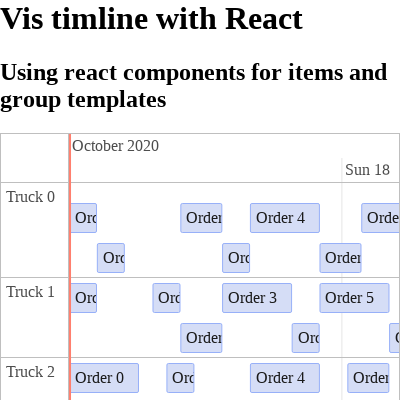 Vis timline with React
Using react components for items and
group templates
October 2020
Sun 18
Truck 0
Ord
Order
Order 4
Orde
Ord
Ord
Order
Truck 1
Ord
Ord
Order 3
Order 5
Order
Ord
Truck 2
Order 0
Ord
Order 4
Order